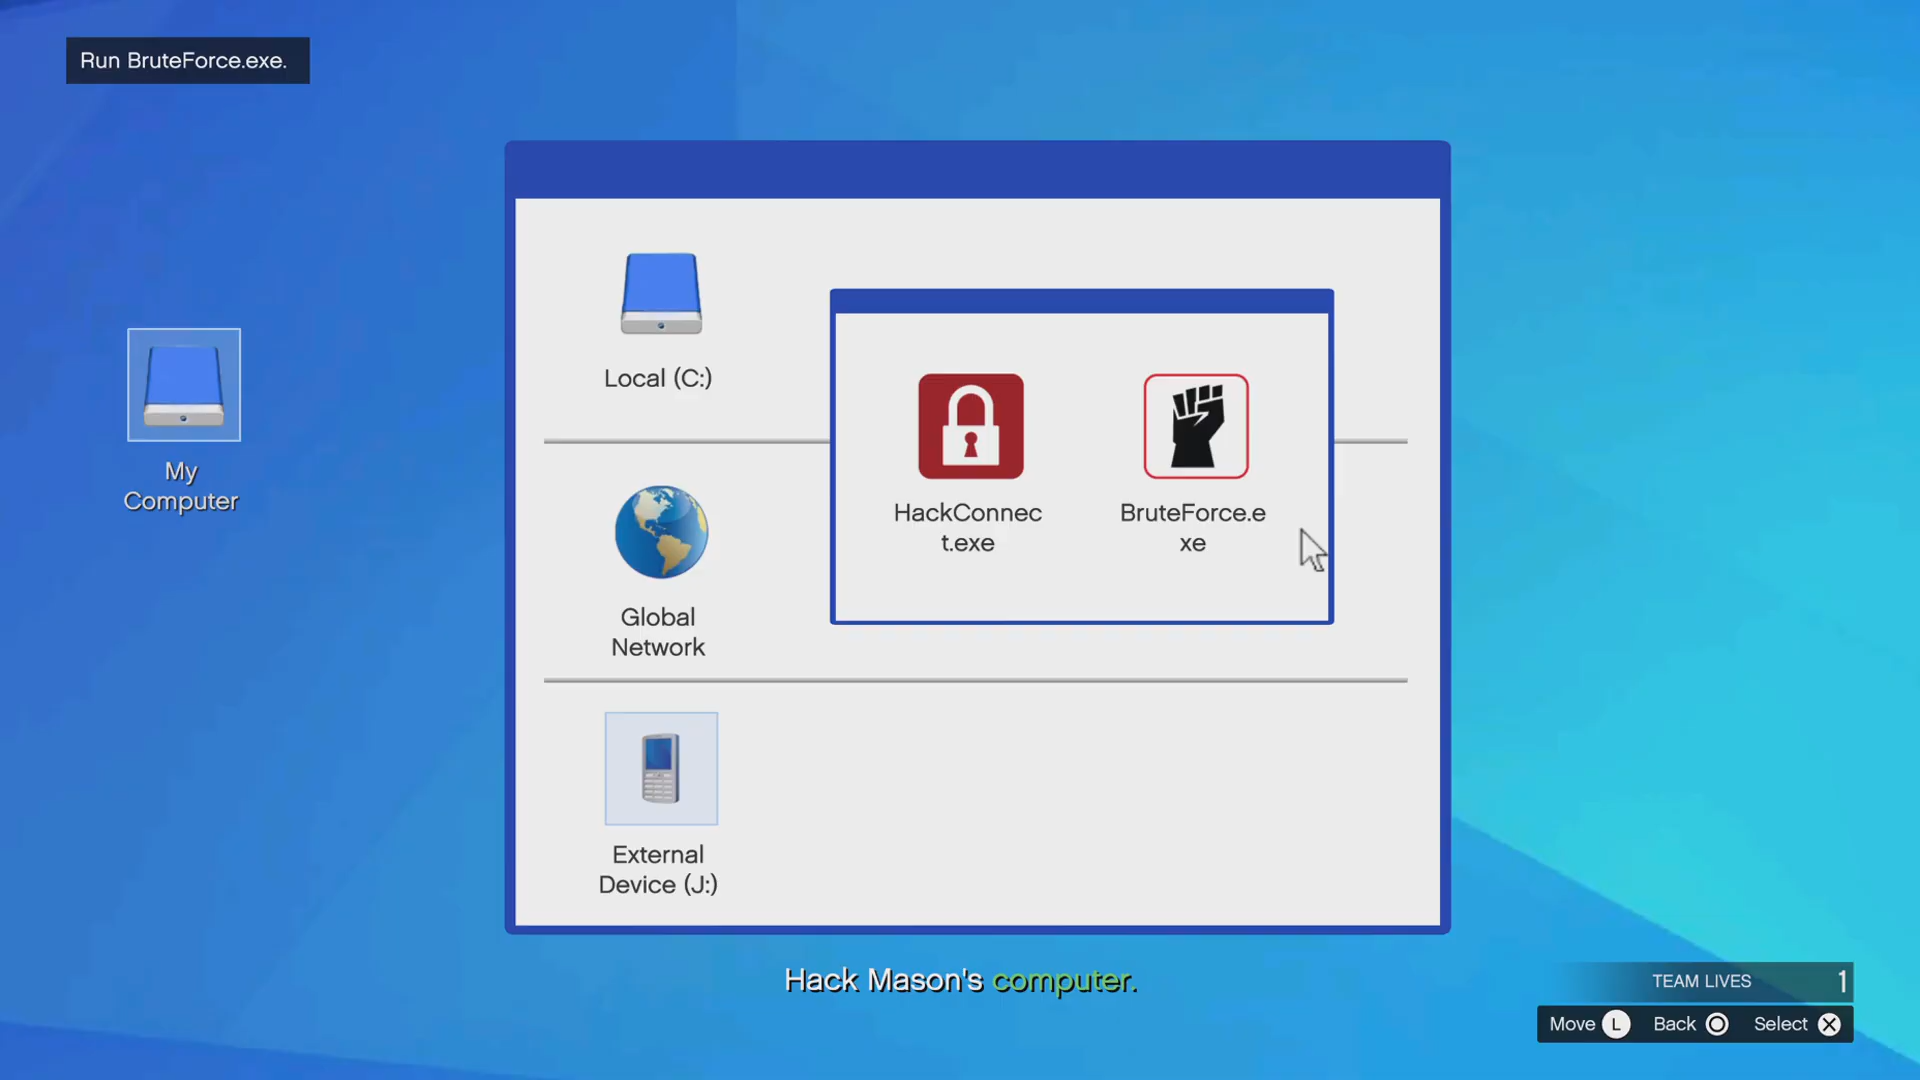 Run BruteForce.exe.
Local (C:)
My
Computer
HackConnec
t.exe
BruteForce.e
xe
Global
Network
External
Device (J:)
Hack Mason's computer.
TEAM LIVES 1
Move L Back Select